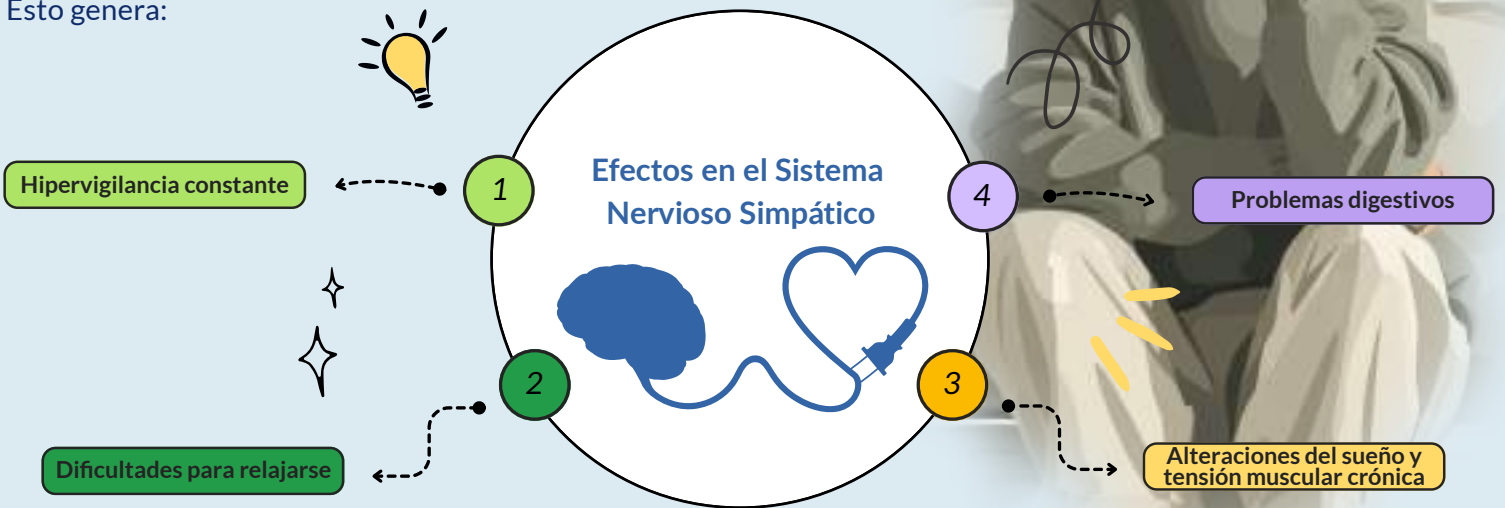 Esto genera:
Efectos en el Sistema
Nervioso Simpático
1
Hipervigilancia constante
2
Dificultades para relajarse
3
Alteraciones del sueño y
tensión muscular crónica
4
Problemas digestivos